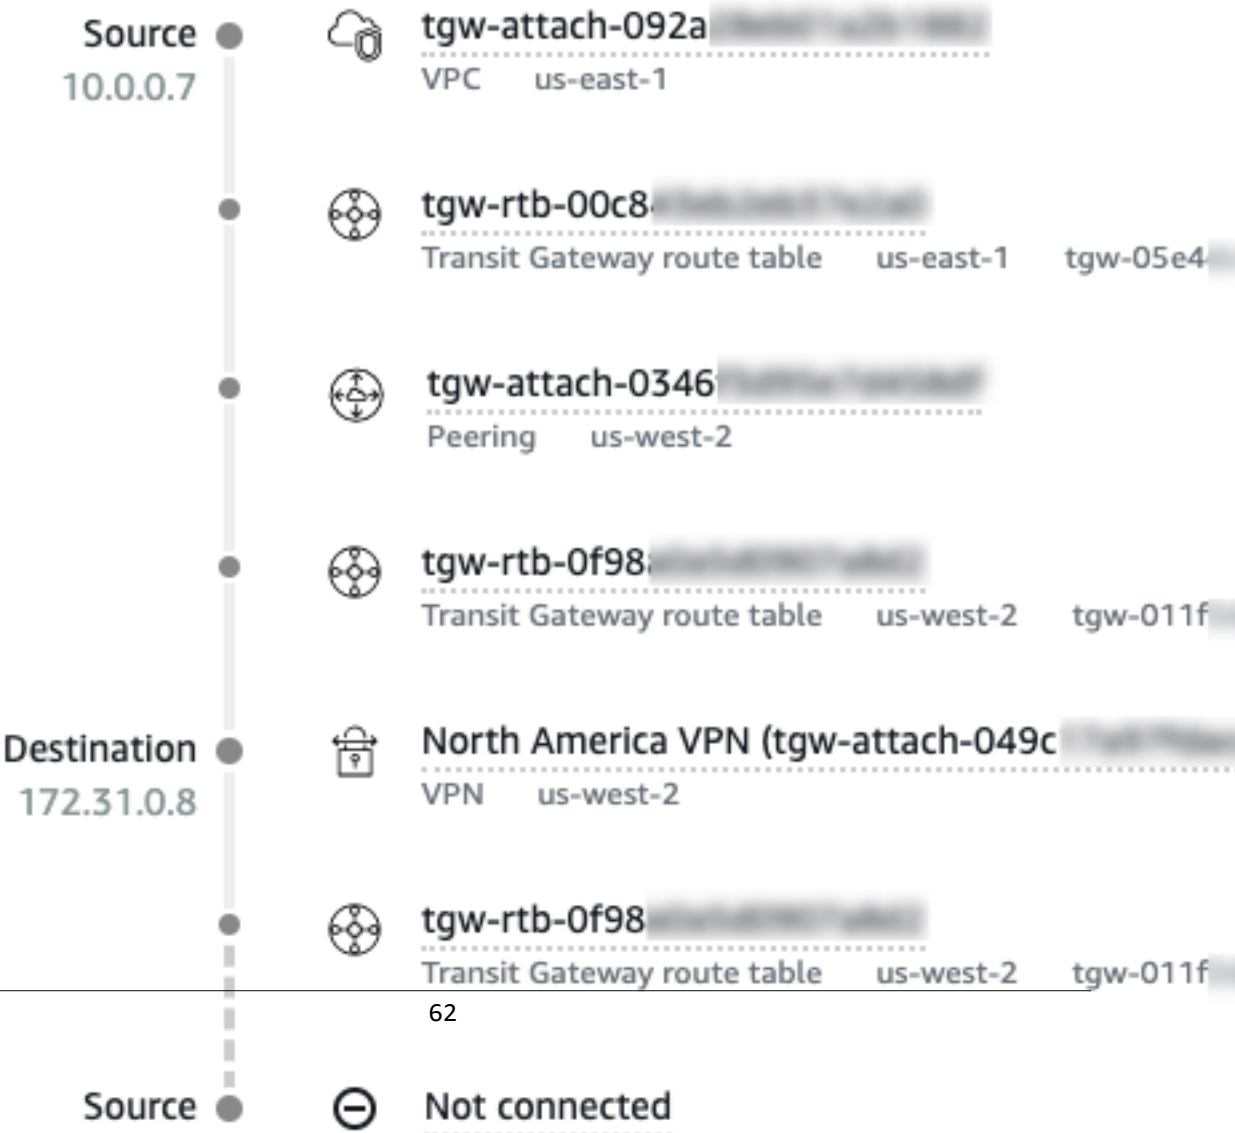 Source tgw-attach-092a
10.0.0.7 VPC us-east-1
tgw-rtb-00c8
Transit Gateway route table us-east-1 tgw-05e4
tgw-attach-0346
Peering us-west-2
tgw-rtb-0f98
Transit Gateway route table us-west-2 tgw-011f
Destination North America VPN (tgw-attach-049c
172.31.0.8 VPN us-west-2
tgw-rtb-0f98
Transit Gateway route table us-west-2 tgw-011f
62
Source Not connected